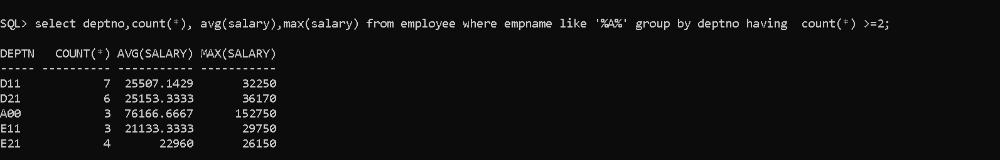 SQL> select deptno,count(*), avg(salary),max(salary) from employee where empname like '%A%' group by deptno having  count(*) >=2;
DEPTN   COUNT(*) AVG(SALARY) MAX(SALARY)
----- ---------- ----------- -----------
D11            7  25507.1429       32250
D21            6  25153.3333       36170
A00            3  76166.6667      152750
E11            3  21133.3333       29750
E21            4       22960       26150